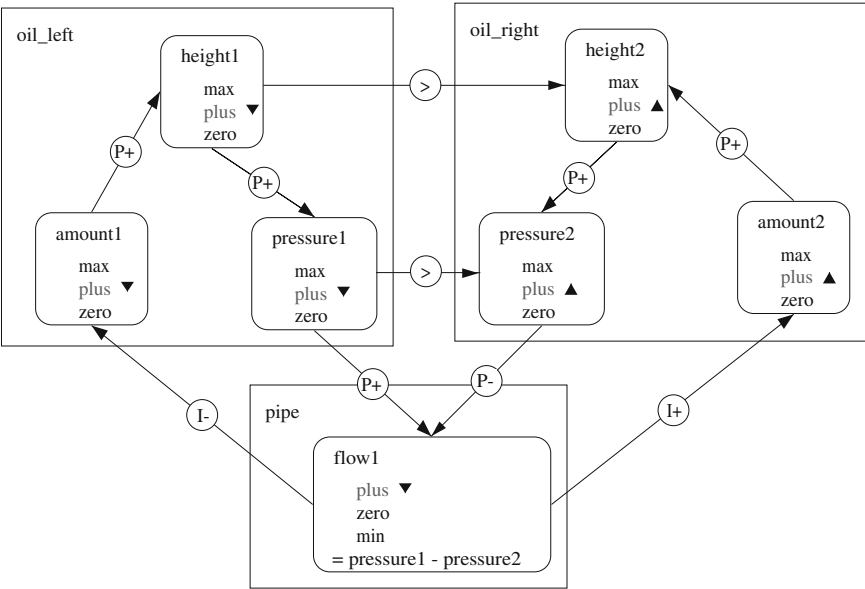 oil_left
height1
max
plus ▼
zero
>
oil_right
height2
max
plus ▲
zero
P+
P+
P+
P+
amount1
max
plus ▼
zero
pressure1
max
plus ▼
zero
>
pressure2
max
plus ▲
zero
amount2
max
plus ▲
zero
P+
P-
I-
I+
pipe
flow1
plus ▼
zero
min
= pressure1 - pressure2